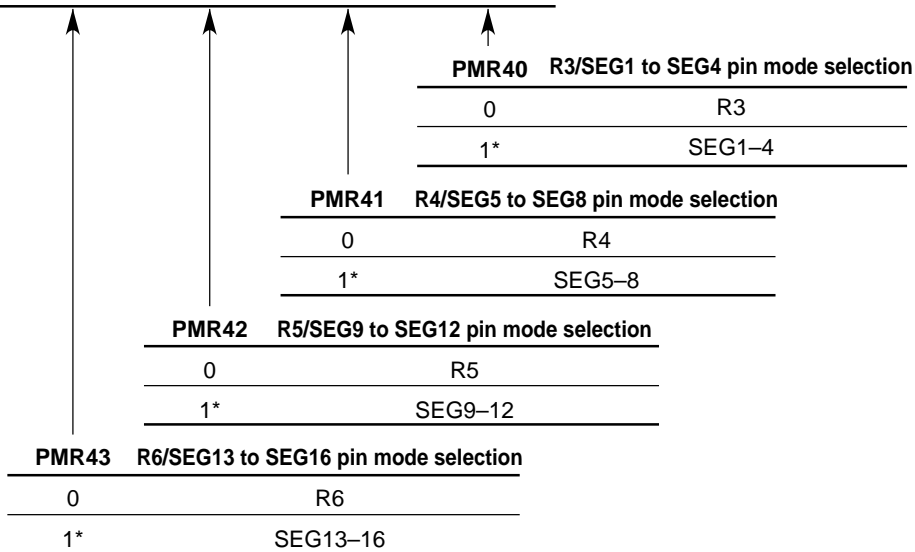 PMR40 R3/SEG1 to SEG4 pin mode selection
0 R3
1* SEG1–4
PMR41 R4/SEG5 to SEG8 pin mode selection
0 R4
1* SEG5–8
PMR42 R5/SEG9 to SEG12 pin mode selection
0 R5
1* SEG9–12
PMR43 R6/SEG13 to SEG16 pin mode selection
0 R6
1* SEG13–16